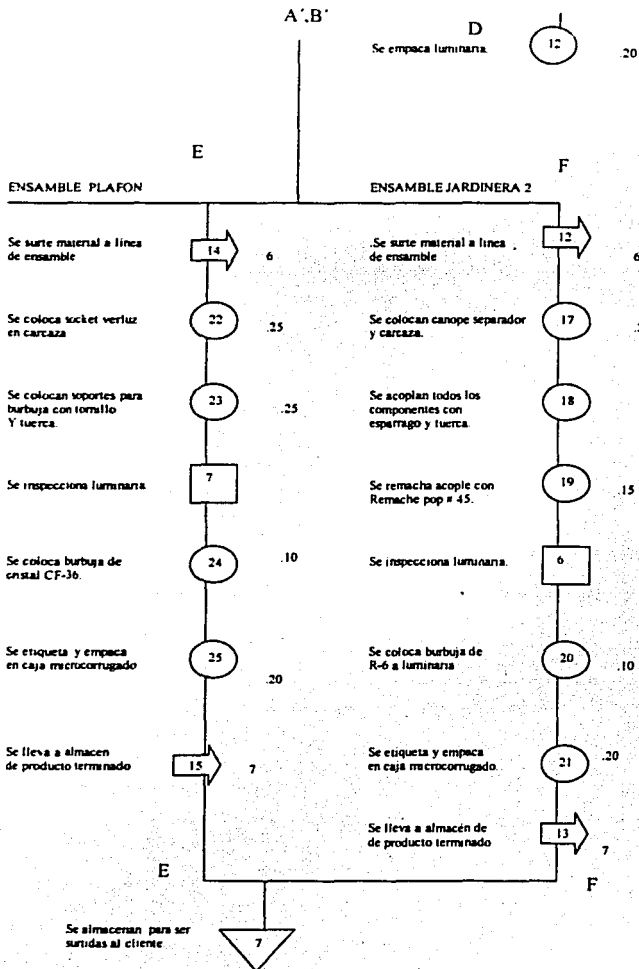 A´,B´
D
Se empaca luminaria.
12
.20
E
F
ENSAMBLE PLAFON
Se surte material a línea
de ensamble
14
6
Se coloca socket verluz
en carcaza
22
.25
Se colocan soportes para
burbuja con tornillo
Y tuerca.
23
.25
Se inspecciona luminaria
7
Se coloca burbuja de
cristal CF-36.
24
.10
Se etiqueta y empaca
en caja microcorrugado
25
.20
Se lleva a almacen
de producto terminado
15
7
E
ENSAMBLE JARDINERA 2
.Se surte material a línea
de ensamble
12
6
Se colocan canope separador
y carcaza.
17
Se acoplan todos los
componentes con
esparrago y tuerca.
18
Se remacha acople con
Remache pop # 45.
19
.15
Se inspecciona luminaria.
6
Se coloca burbuja de
R-6 a luminaria
20
.10
Se etiqueta y empaca
en caja microcorrugado.
21
.20
Se lleva a almacén de
de producto terminado
13
7
F
Se almacenan para ser
surtidas al cliente
7